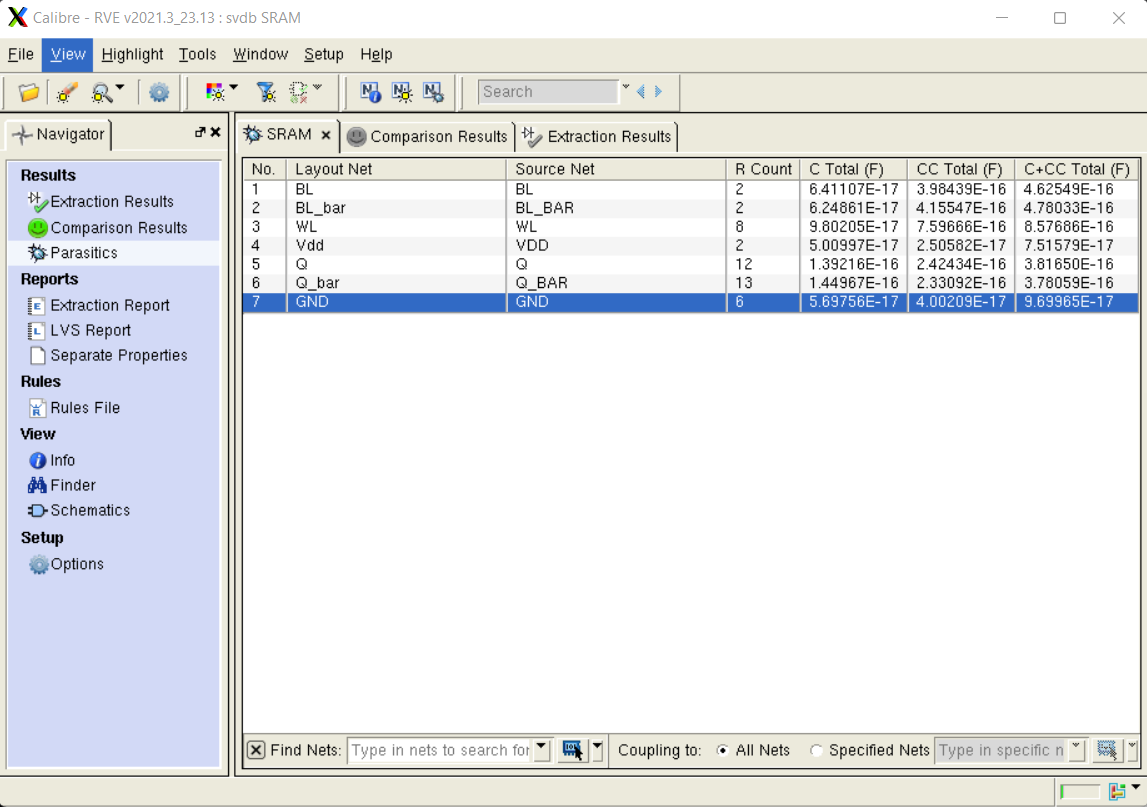 Calibre - RVE v2021.3_23.13 : svdb SRAM
File View Highlight Tools Window Setup Help
Search
Navigator
Results
Extraction Results
Comparison Results
Parasitics
Reports
Extraction Report
LVS Report
Separate Properties
Rules
Rules File
View
Info
Finder
Schematics
Setup
Options
SRAM Comparison Results Extraction Results
No. Layout Net Source Net R Count C Total (F) CC Total (F) C+CC Total (F)
1 BL BL 2 6.41107E-17 3.98439E-16 4.62549E-16
2 BL_bar BL_BAR 2 6.24861E-17 4.15547E-16 4.78033E-16
3 WL WL 8 9.80205E-17 7.59666E-16 8.57686E-16
4 Vdd VDD 2 5.00997E-17 2.50582E-17 7.51579E-17
5 Q Q 12 1.39216E-16 2.42434E-16 3.81650E-16
6 Q_bar Q_BAR 13 1.44967E-16 2.33092E-16 3.78059E-16
7 GND GND 6 5.69756E-17 4.00209E-17 9.69965E-17
Find Nets: Type in nets to search for Coupling to: All Nets Specified Nets Type in specific n